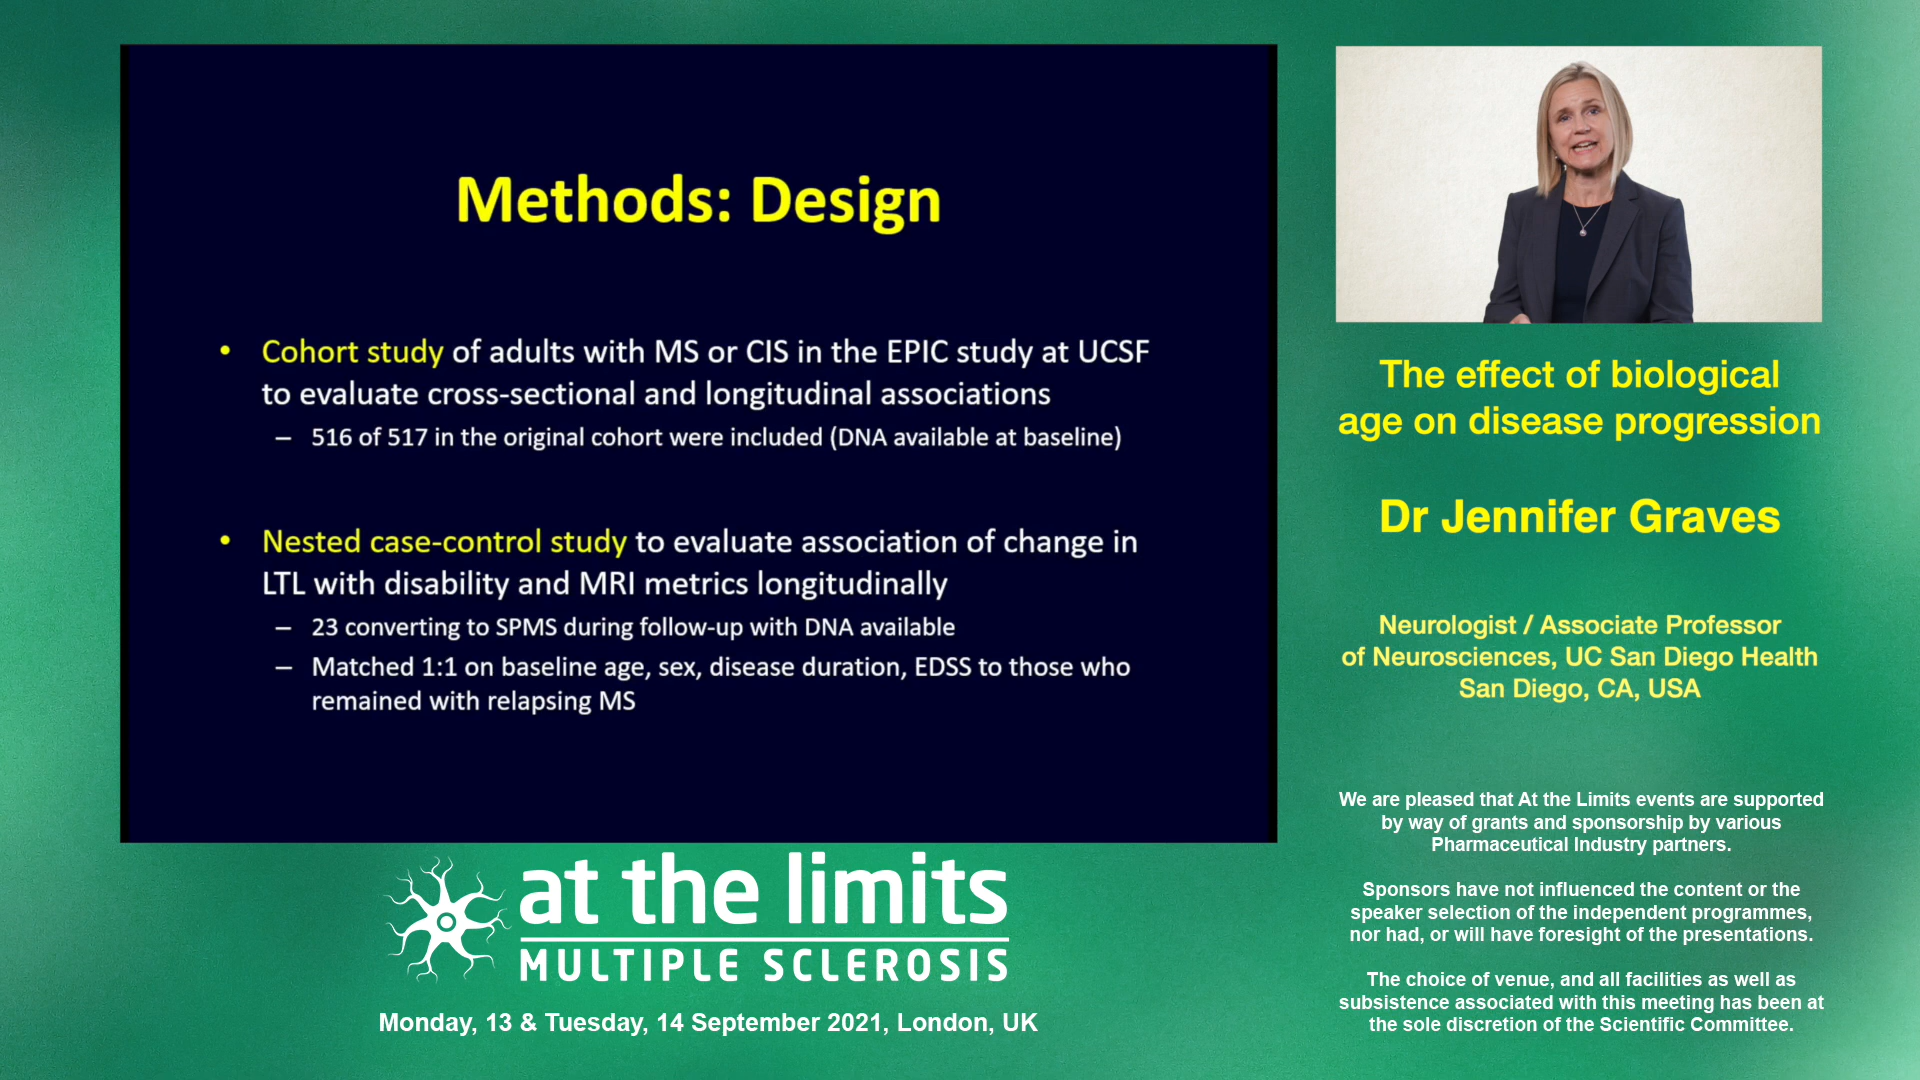 Methods: Design
• Cohort study of adults with MS or CIS in the EPIC study at UCSF
to evaluate cross-sectional and longitudinal associations
– 516 of 517 in the original cohort were included (DNA available at baseline)
• Nested case-control study to evaluate association of change in
LTL with disability and MRI metrics longitudinally
– 23 converting to SPMS during follow-up with DNA available
– Matched 1:1 on baseline age, sex, disease duration, EDSS to those who
remained with relapsing MS
at the limits
MULTIPLE SCLEROSIS
Monday, 13 & Tuesday, 14 September 2021, London, UK
The effect of biological
age on disease progression
Dr Jennifer Graves
Neurologist / Associate Professor
of Neurosciences, UC San Diego Health
San Diego, CA, USA
We are pleased that At the Limits events are supported
by way of grants and sponsorship by various
Pharmaceutical Industry partners.
Sponsors have not influenced the content or the
speaker selection of the independent programmes,
nor had, or will have foresight of the presentations.
The choice of venue, and all facilities as well as
subsistence associated with this meeting has been at
the sole discretion of the Scientific Committee.